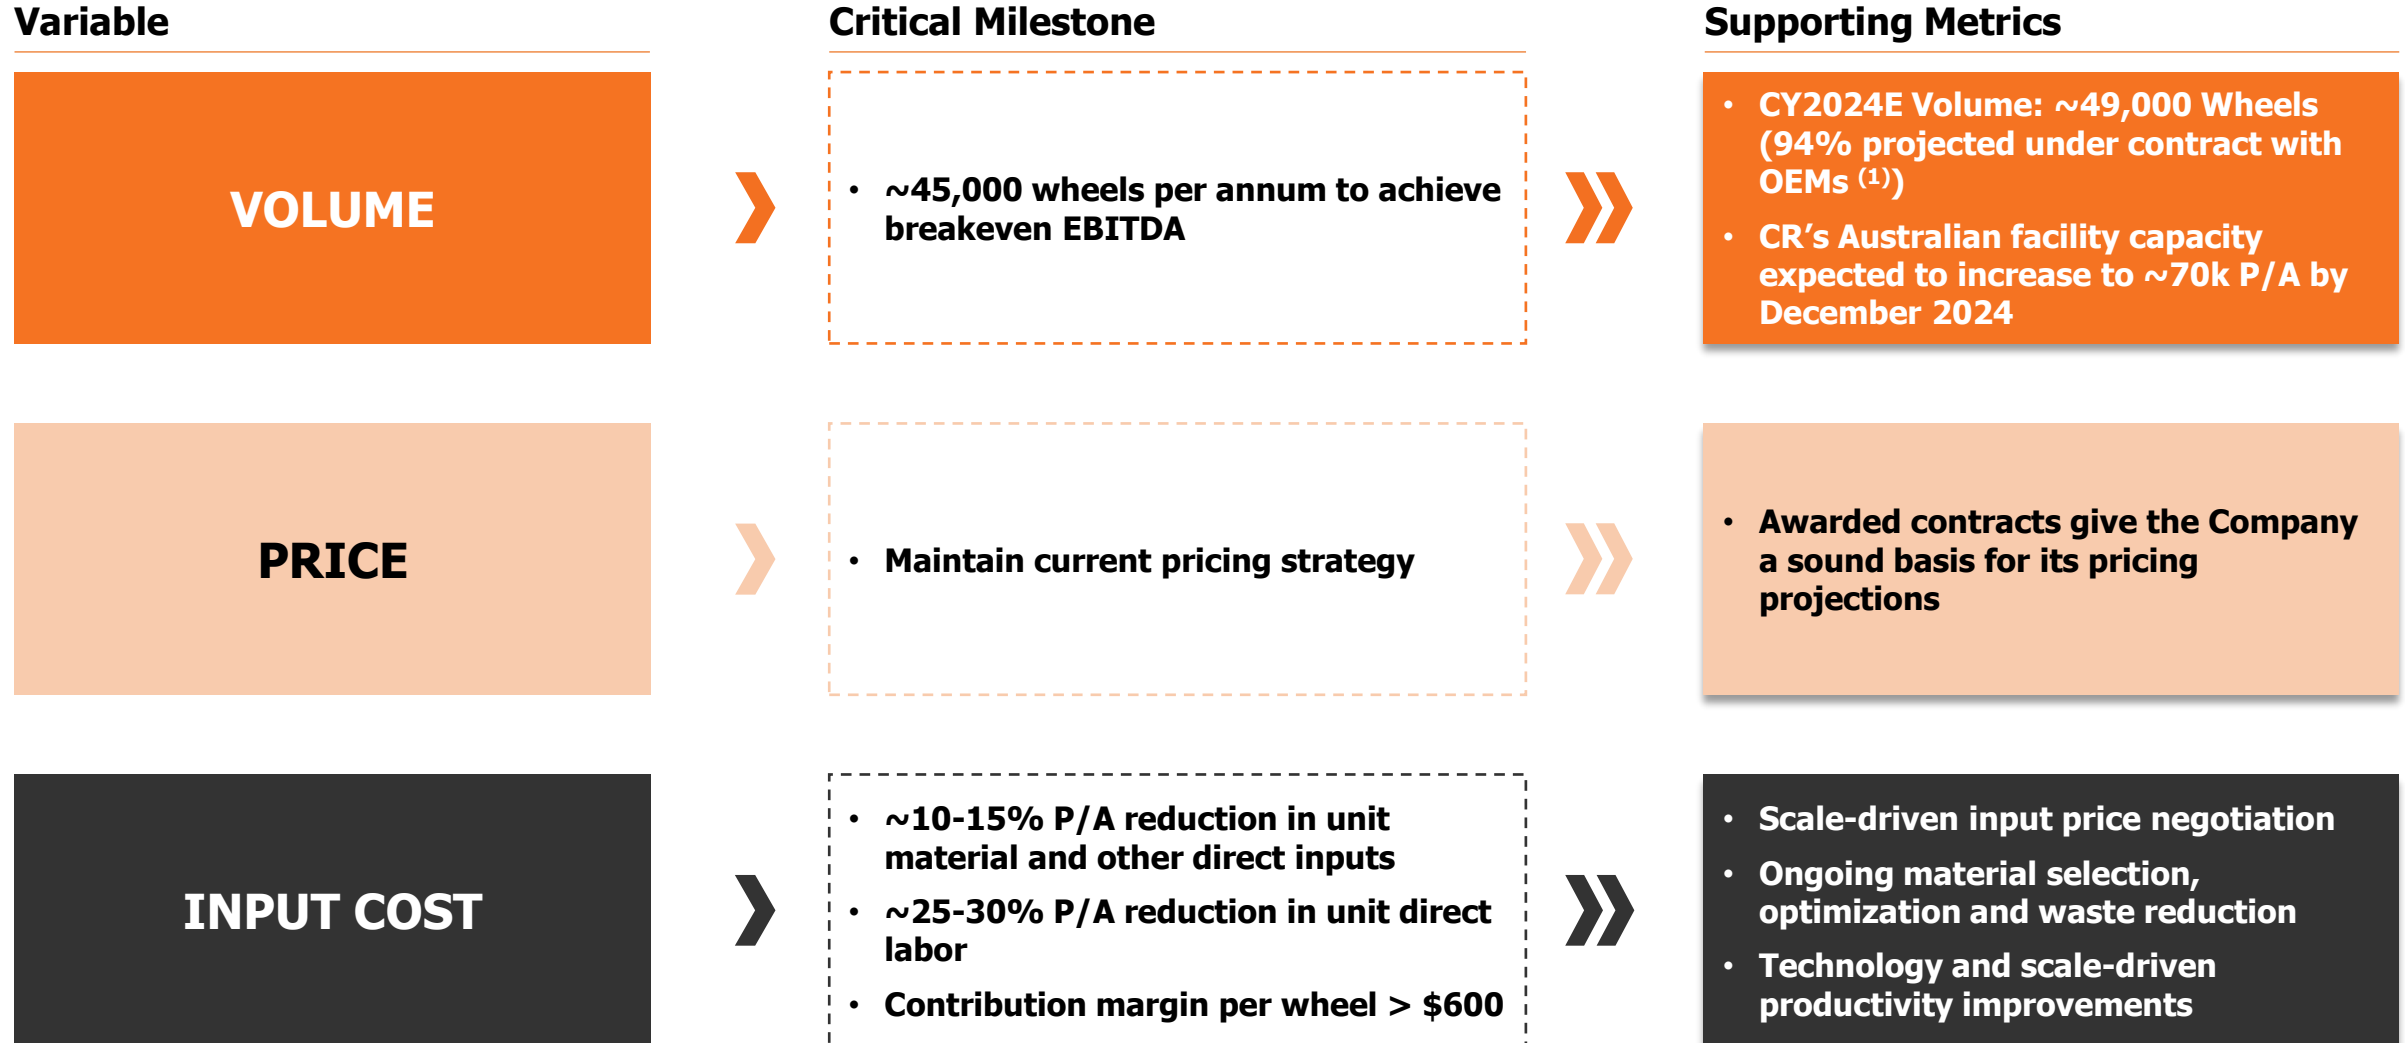 Variable
Critical Milestone
Supporting Metrics
VOLUME
• ~45,000 wheels per annum to achieve
breakeven EBITDA
• CY2024E Volume: ~49,000 Wheels
(94% projected under contract with
OEMs (1))
• CR’s Australian facility capacity
expected to increase to ~70k P/A by
December 2024
PRICE
• Maintain current pricing strategy
• Awarded contracts give the Company
a sound basis for its pricing
projections
INPUT COST
• ~10-15% P/A reduction in unit
material and other direct inputs
• ~25-30% P/A reduction in unit direct
labor
• Contribution margin per wheel > $600
• Scale-driven input price negotiation
• Ongoing material selection,
optimization and waste reduction
• Technology and scale-driven
productivity improvements